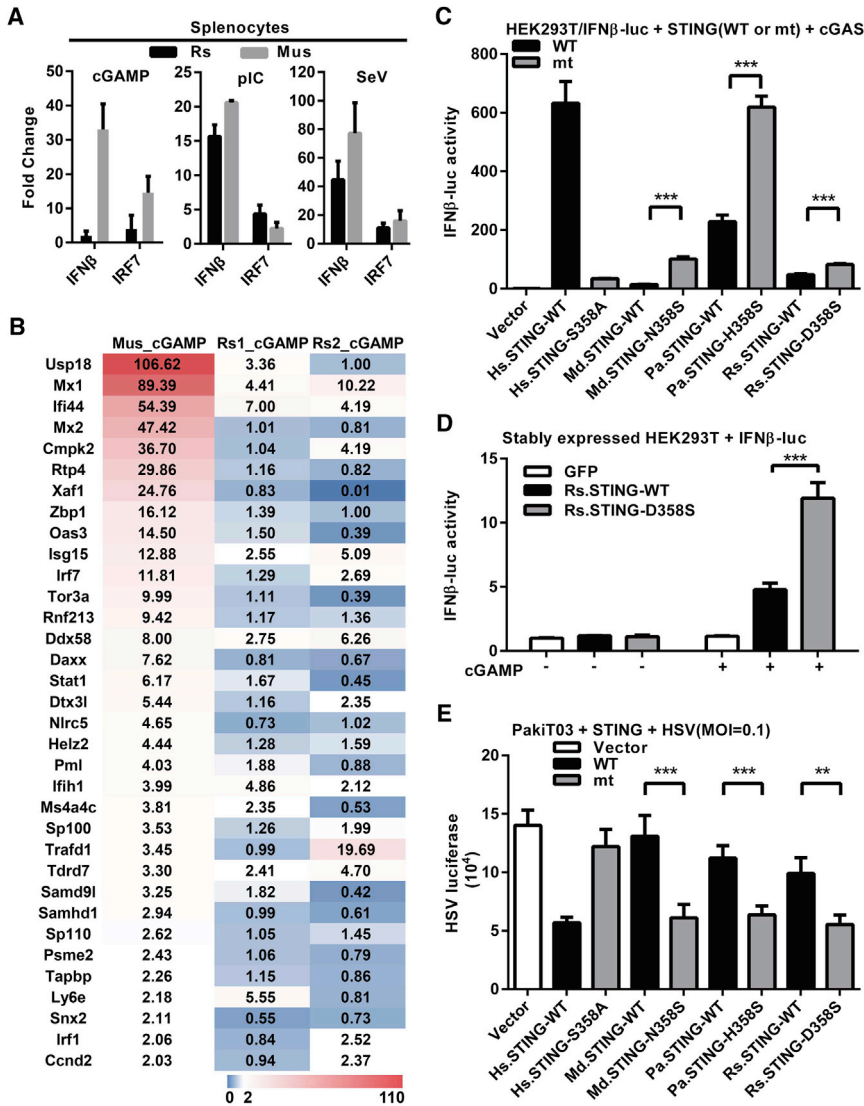 A
Splenocytes
Rs Mus
cGAMP pIC SeV
Fold Change
50
40
30
20
10
0
25
20
15
10
5
0
120
100
80
60
40
20
0
IFNβ IRF7 IFNβ IRF7 IFNβ IRF7
B
Mus_cGAMP Rs1_cGAMP Rs2_cGAMP
Usp18 106.62 3.36 1.00
Mx1 89.39 4.41 10.22
Ifi44 54.39 7.00 4.19
Mx2 47.42 1.01 0.81
Cmpk2 36.70 1.04 4.19
Rtp4 29.86 1.16 0.82
Xaf1 24.76 0.83 0.01
Zbp1 16.12 1.39 1.00
Oas3 14.50 1.50 0.39
Isg15 12.88 2.55 5.09
Irf7 11.81 1.29 2.69
Tor3a 9.99 1.11 0.39
Rnf213 9.42 1.17 1.36
Ddx58 8.00 2.75 6.26
Daxx 7.62 0.81 0.67
Stat1 6.17 1.67 0.45
Dtx3l 5.44 1.16 2.35
Nlrc5 4.65 0.73 1.02
Helz2 4.44 1.28 1.59
Pml 4.03 1.88 0.88
Ifih1 3.99 4.86 2.12
Ms4a4c 3.81 2.35 0.53
Sp100 3.53 1.26 1.99
Trafd1 3.45 0.99 19.69
Tdrd7 3.30 2.41 4.70
Samd9l 3.25 1.82 0.42
Samhd1 2.94 0.99 0.61
Sp110 2.62 1.05 1.45
Psme2 2.43 1.06 0.79
Tapbp 2.26 1.15 0.86
Ly6e 2.18 5.55 0.81
Snx2 2.11 0.55 0.73
Irf1 2.06 0.84 2.52
Ccnd2 2.03 0.94 2.37
0 2 110
C
HEK293T/IFNβ-luc + STING(WT or mt) + cGAS
WT
mt
IFNβ-luc activity
800
600
400
200
0
*** *** ***
Vector
Hs.STING-WT
Hs.STING-S358A
Md.STING-WT
Md.STING-N358S
Pa.STING-WT
Pa.STING-H358S
Rs.STING-WT
Rs.STING-D358S
D
Stably expressed HEK293T + IFNβ-luc
GFP
Rs.STING-WT
Rs.STING-D358S
***
IFNβ-luc activity
15
10
5
0
cGAMP - - - + + +
E
PakiT03 + STING + HSV(MOI=0.1)
Vector
WT
mt
*** *** **
HSV luciferase
(10⁴)
20
15
10
5
0
Vector
Hs.STING-WT
Hs.STING-S358A
Md.STING-WT
Md.STING-N358S
Pa.STING-WT
Pa.STING-H358S
Rs.STING-WT
Rs.STING-D358S